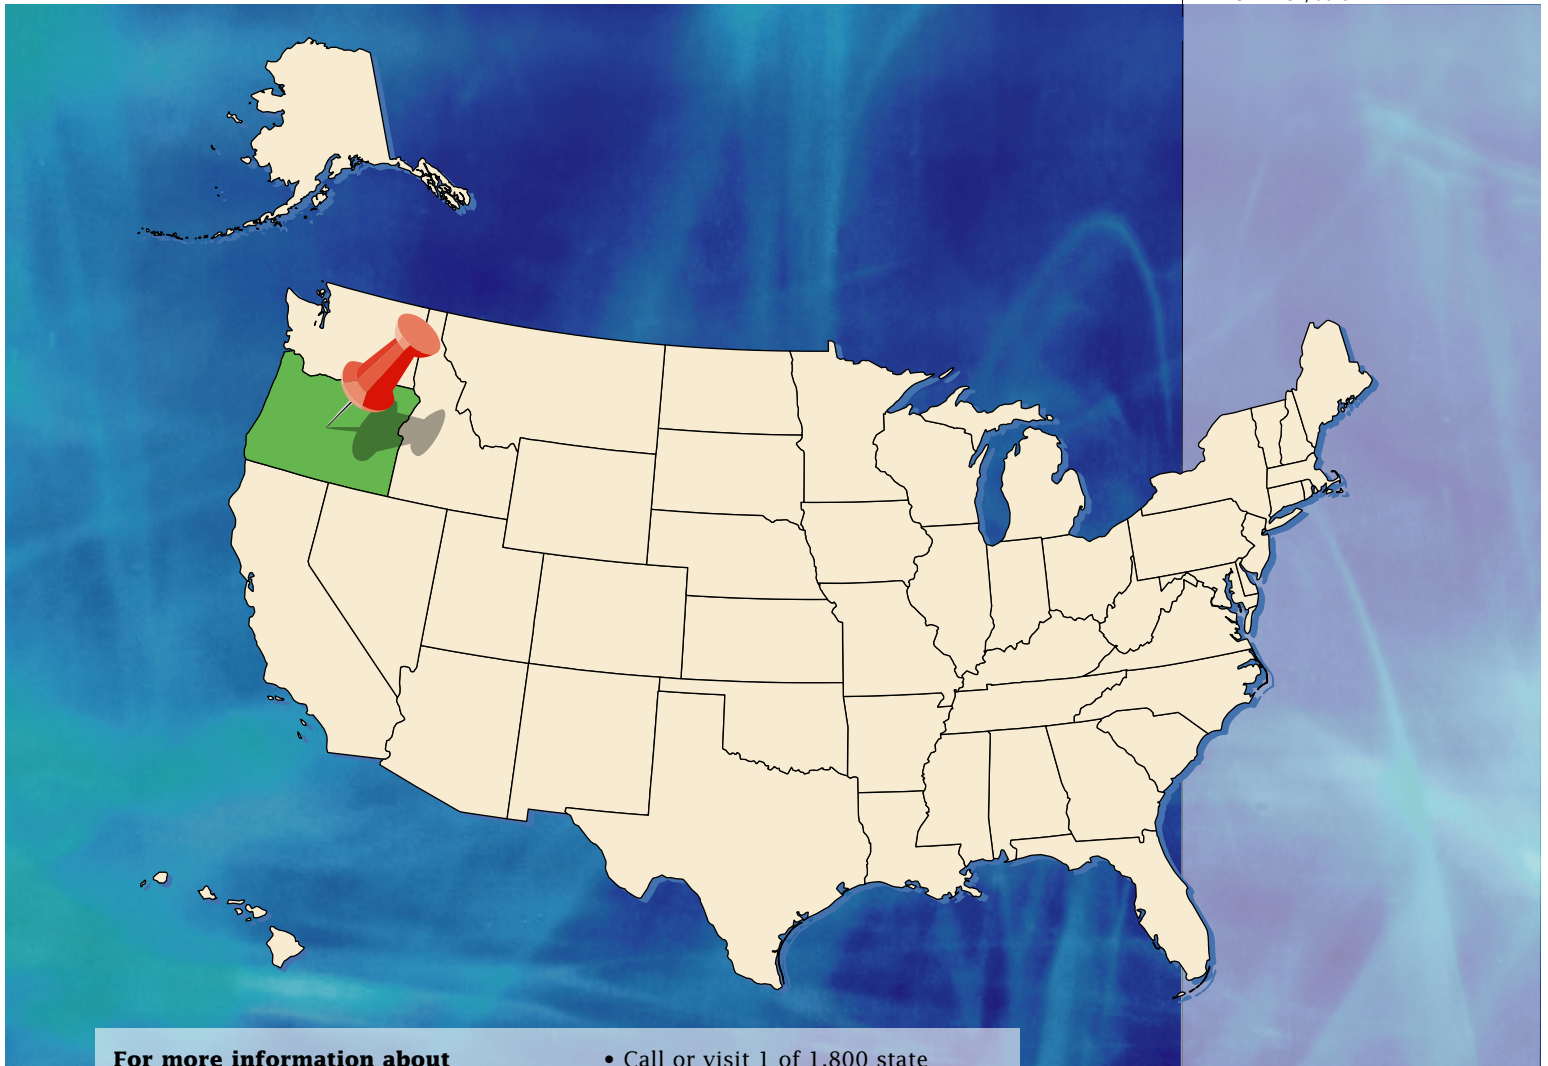 For more information about
• Call or visit 1 of 1,800 state